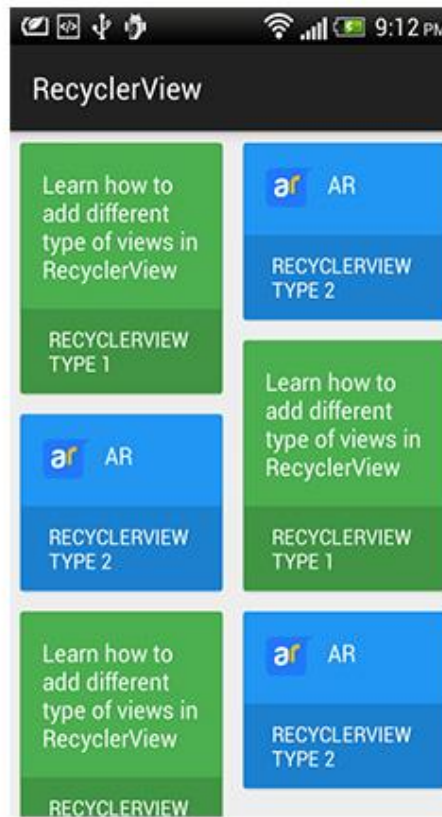 9:12 PM
RecyclerView
Learn how to
add different
type of views in
RecyclerView
RECYCLERVIEW
TYPE 1
ar AR
RECYCLERVIEW
TYPE 2
ar AR
RECYCLERVIEW
TYPE 2
Learn how to
add different
type of views in
RecyclerView
RECYCLERVIEW
TYPE 1
Learn how to
add different
type of views in
RecyclerView
RECYCLERVIEW
ar AR
RECYCLERVIEW
TYPE 2